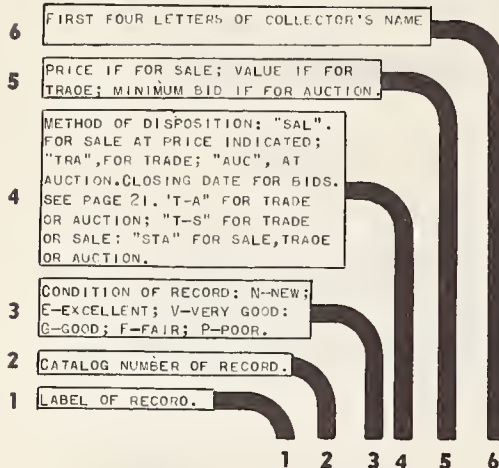 6 FIRST FOUR LETTERS OF COLLECTOR'S NAME
5 PRICE IF FOR SALE; VALUE IF FOR
TRADE; MINIMUM BID IF FOR AUCTION.
4 METHOD OF DISPOSITION: "SAL".
FOR SALE AT PRICE INDICATED;
"TRA",FOR TRADE; "AUC", AT
AUCTION.CLOSING DATE FOR BIDS.
SEE PAGE 21. 'T-A" FOR TRADE
OR AUCTION; "T-S" FOR TRADE
OR SALE: "STA" FOR SALE,TRADE
OR AUCTION.
3 CONDITION OF RECORD: N-NEW;
E-EXCELLENT; V-VERY GOOD:
G-GOOD; F-FAIR; P-POOR.
2 CATALOG NUMBER OF RECORD.
1 LABEL OF RECORD.
1 2 3 4 5 6